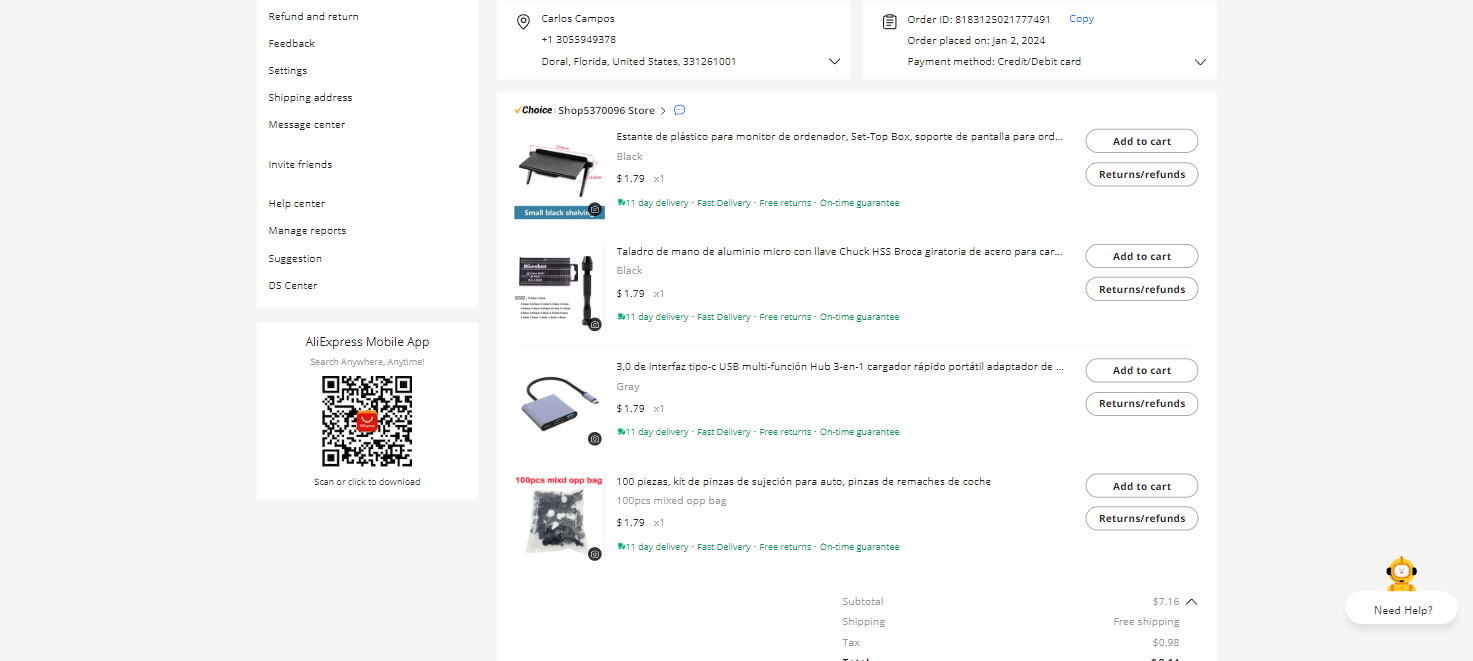 Refund and return
Feedback
Settings
Shipping address
Message center
Invite friends
Help center
Manage reports
Suggestion
DS Center
AliExpress Mobile App
Search Anywhere, Anytime!
Scan or click to download
Carlos Campos
+1 3055949378
Doral, Florida, United States, 331261001
Order ID: 8183125021777491 Copy
Order placed on: Jan 2, 2024
Payment method: Credit/Debit card
Choice Shop5370096 Store
Estante de plástico para monitor de ordenador, Set-Top Box, soporte de pantalla para ord...
Black
$1.79 x1
11 day delivery · Fast Delivery · Free returns · On-time guarantee
Small black shelving
Add to cart
Returns/refunds
Taladro de mano de aluminio micro con llave Chuck HSS Broca giratoria de acero para car...
Black
$1.79 x1
11 day delivery · Fast Delivery · Free returns · On-time guarantee
Add to cart
Returns/refunds
3,0 de interfaz tipo-c USB multi-función Hub 3-en-1 cargador rápido portátil adaptador de ...
Gray
$1.79 x1
11 day delivery · Fast Delivery · Free returns · On-time guarantee
Add to cart
Returns/refunds
100pcs mixd opp bag
100 piezas, kit de pinzas de sujeción para auto, pinzas de remaches de coche
100pcs mixed opp bag
$1.79 x1
11 day delivery · Fast Delivery · Free returns · On-time guarantee
Add to cart
Returns/refunds
Subtotal $7.16
Shipping Free shipping
Tax $0.98
Need Help?